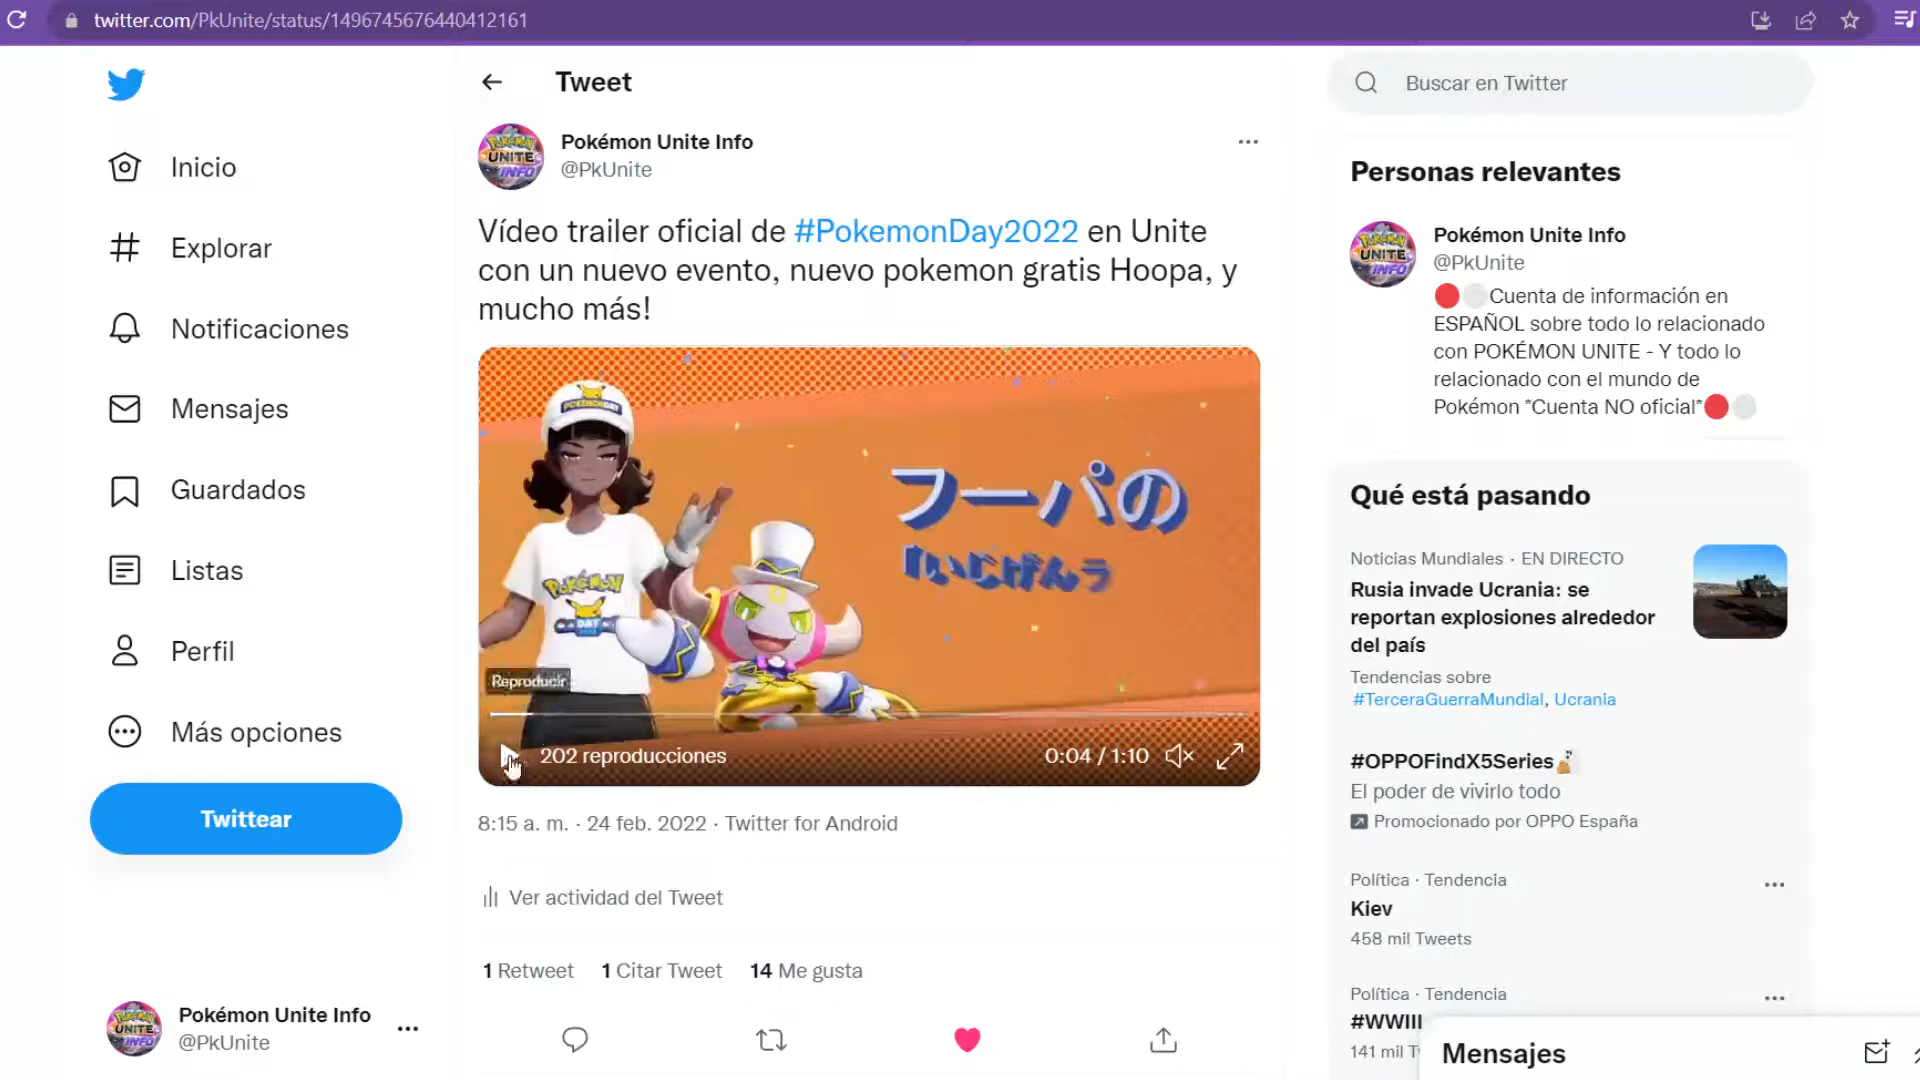 twitter.com/PkUnite/status/1496745676440412161
Inicio
Explorar
Notificaciones
Mensajes
Guardados
Listas
Perfil
Más opciones
Twittear
Pokémon Unite Info
@PkUnite
Tweet
Pokémon Unite Info
@PkUnite
Vídeo trailer oficial de #PokemonDay2022 en Unite
con un nuevo evento, nuevo pokemon gratis Hoopa, y
mucho más!
POKÉMON
DAY
フーパの
「いじげんラ
Reproducir
202 reproducciones
0:04 / 1:10
8:15 a. m. · 24 feb. 2022 · Twitter for Android
Ver actividad del Tweet
1 Retweet 1 Citar Tweet 14 Me gusta
Buscar en Twitter
Personas relevantes
Pokémon Unite Info
@PkUnite
🔴⚪Cuenta de información en
ESPAÑOL sobre todo lo relacionado
con POKÉMON UNITE - Y todo lo
relacionado con el mundo de
Pokémon *Cuenta NO oficial*🔴⚪
Qué está pasando
Noticias Mundiales · EN DIRECTO
Rusia invade Ucrania: se
reportan explosiones alrededor
del país
Tendencias sobre
#TerceraGuerraMundial, Ucrania
#OPPOFindX5Series
El poder de vivirlo todo
Promocionado por OPPO España
Política · Tendencia
Kiev
458 mil Tweets
Política · Tendencia
#WWIII
141 mil T
Mensajes